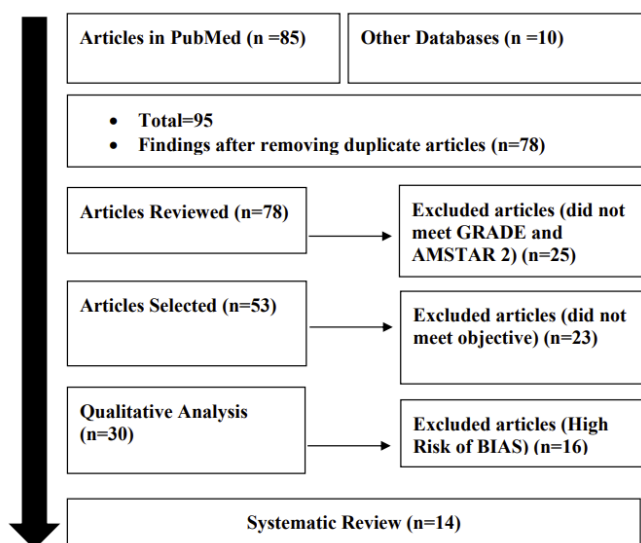 Articles in PubMed (n =85)
Other Databases (n =10)
• Total=95
• Findings after removing duplicate articles (n=78)
Articles Reviewed (n=78)
Excluded articles (did not
meet GRADE and
AMSTAR 2) (n=25)
Articles Selected (n=53)
Excluded articles (did not
meet objective) (n=23)
Qualitative Analysis
(n=30)
Excluded articles (High
Risk of BIAS) (n=16)
Systematic Review (n=14)